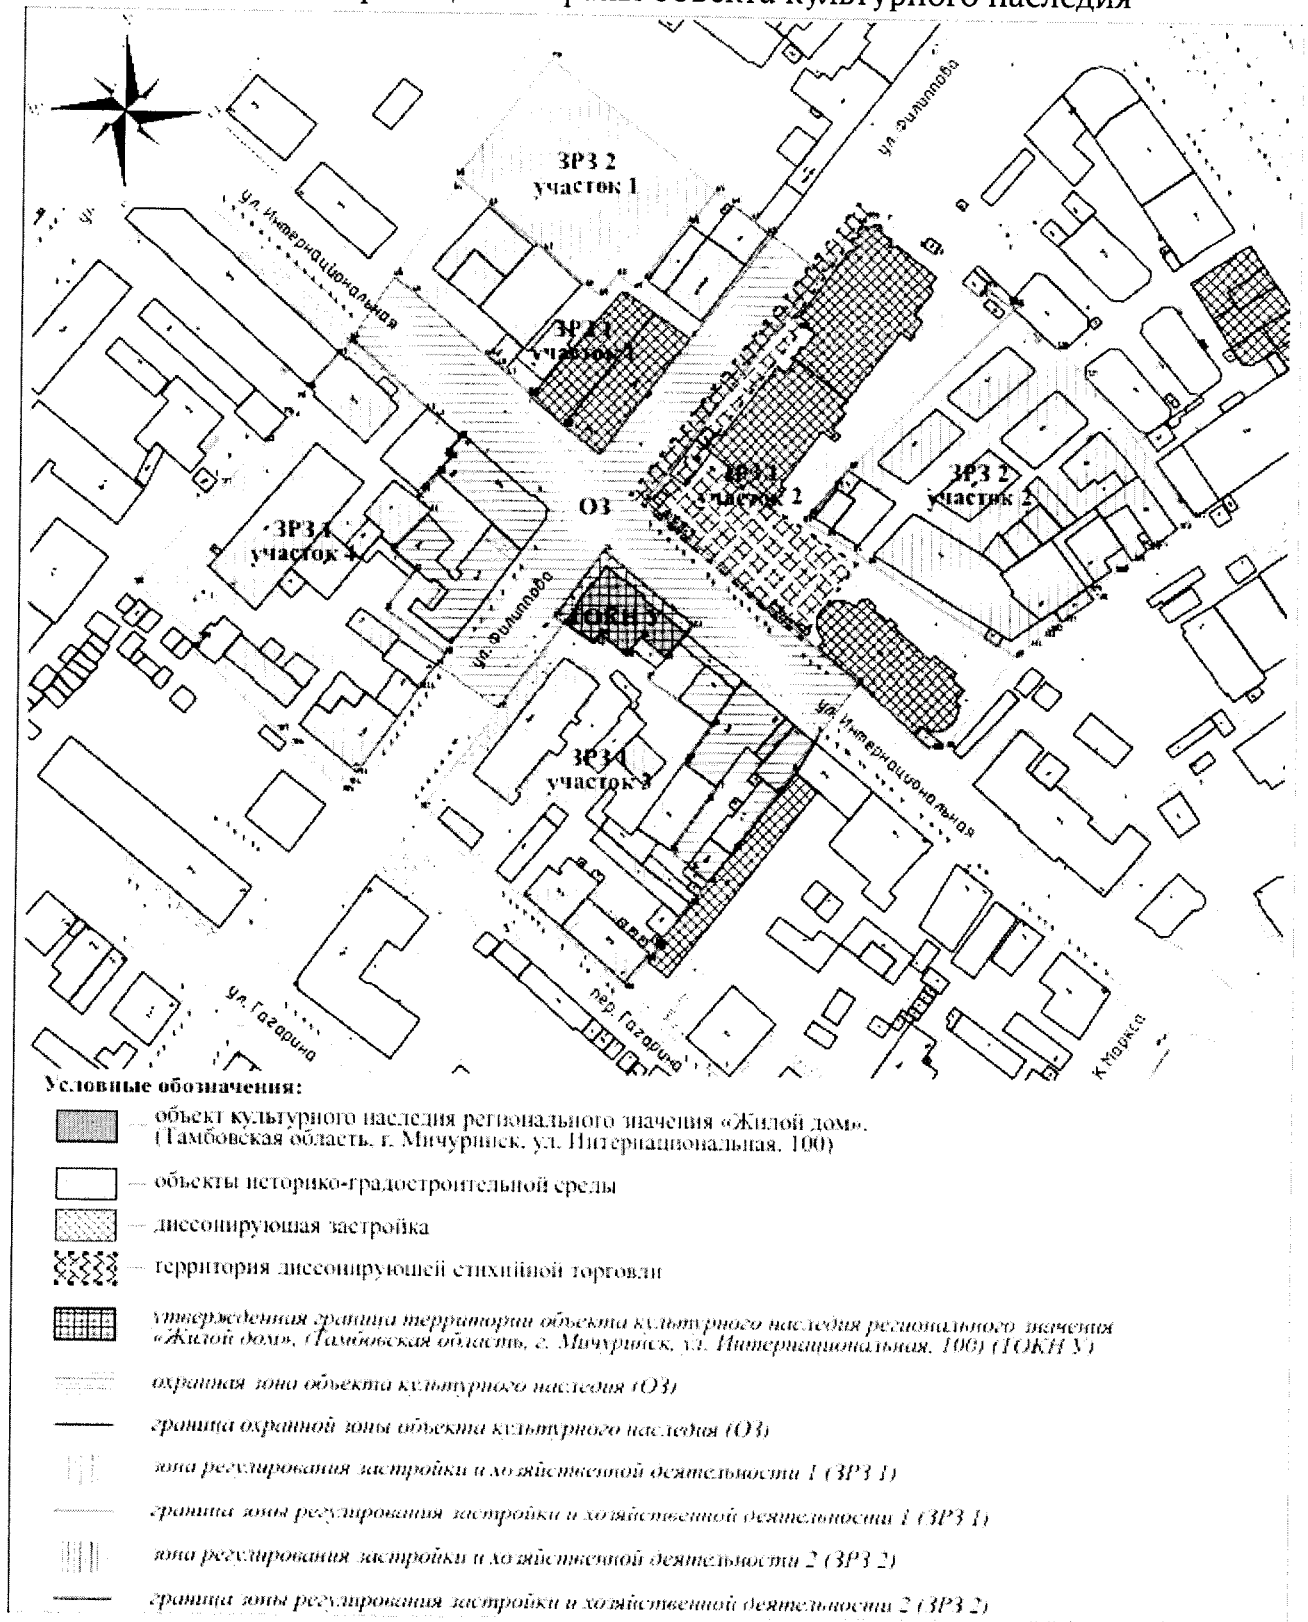 объекта культурного наследия
ул. Филиппова
ЗРЗ 2
участок 1
ул. Интернациональная
ул.
ЗРЗ 1
участок 1
ЗРЗ 1
участок 2
ЗРЗ 2
участок 2
ОЗ
ЗРЗ 1
участок 4
ул. Филиппова
ТОКН У
ул. Интернациональная
ЗРЗ 1
участок 3
ул. Гагарина
пер. Гагарина
К.Маркса
Условные обозначения:
— объект культурного наследия регионального значения «Жилой дом»,
(Тамбовская область, г. Мичуринск, ул. Интернациональная, 100)
— объекты историко-градостроительной среды
— диссонирующая застройка
— территория диссонирующей стихийной торговли
утвержденная граница территории объекта культурного наследия регионального значения
«Жилой дом», (Тамбовская область, г. Мичуринск, ул. Интернациональная, 100) (ТОКН У)
охранная зона объекта культурного наследия (ОЗ)
граница охранной зоны объекта культурного наследия (ОЗ)
зона регулирования застройки и хозяйственной деятельности 1 (ЗРЗ 1)
граница зоны регулирования застройки и хозяйственной деятельности 1 (ЗРЗ 1)
зона регулирования застройки и хозяйственной деятельности 2 (ЗРЗ 2)
граница зоны регулирования застройки и хозяйственной деятельности 2 (ЗРЗ 2)